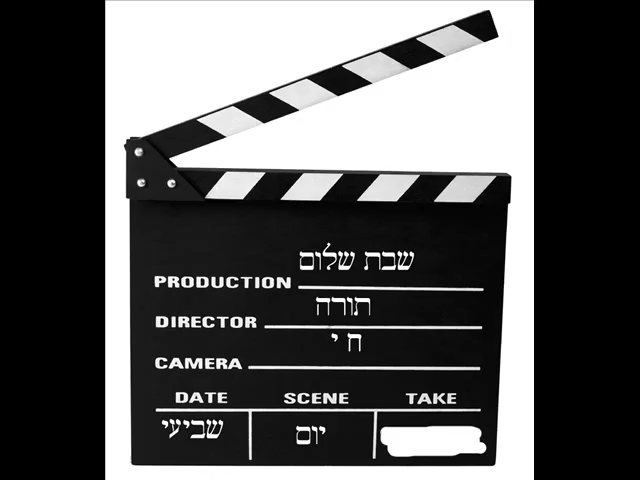 שבת שלום
PRODUCTION
תורה
DIRECTOR
ח י
CAMERA
DATE SCENE TAKE
שביעי יום